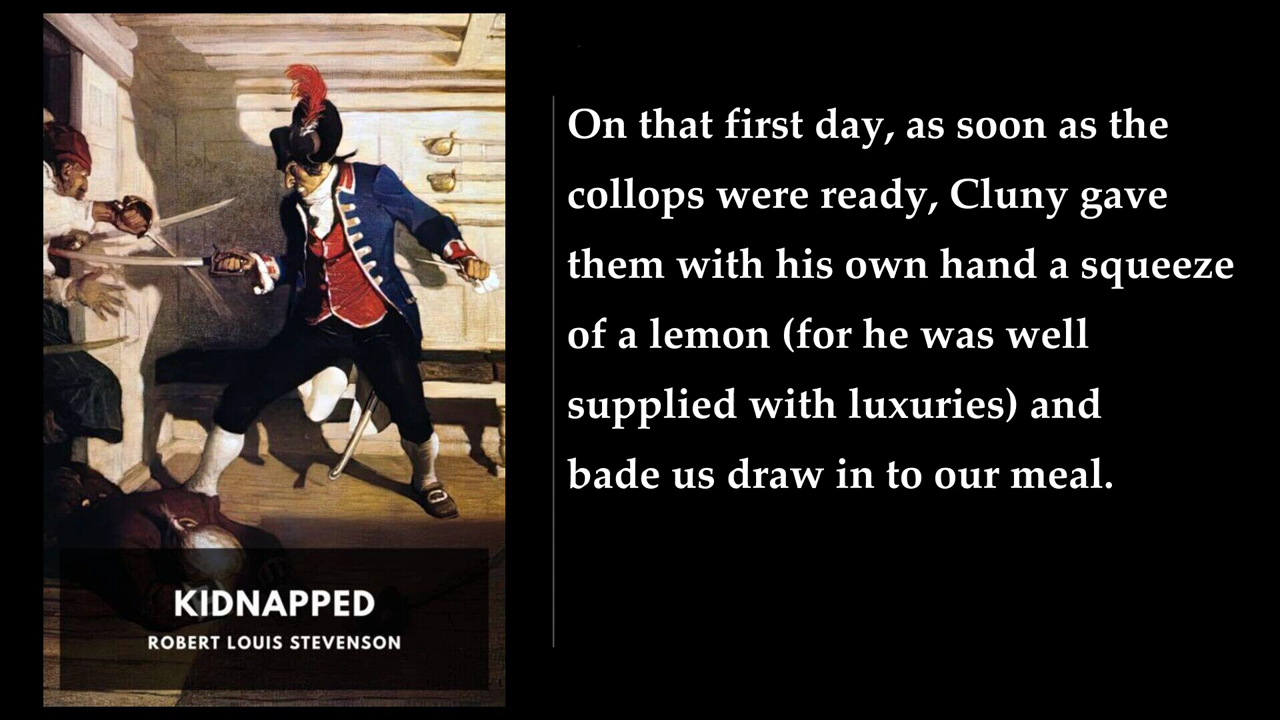 KIDNAPPED
ROBERT LOUIS STEVENSON
On that first day, as soon as the
collops were ready, Cluny gave
them with his own hand a squeeze
of a lemon (for he was well
supplied with luxuries) and
bade us draw in to our meal.